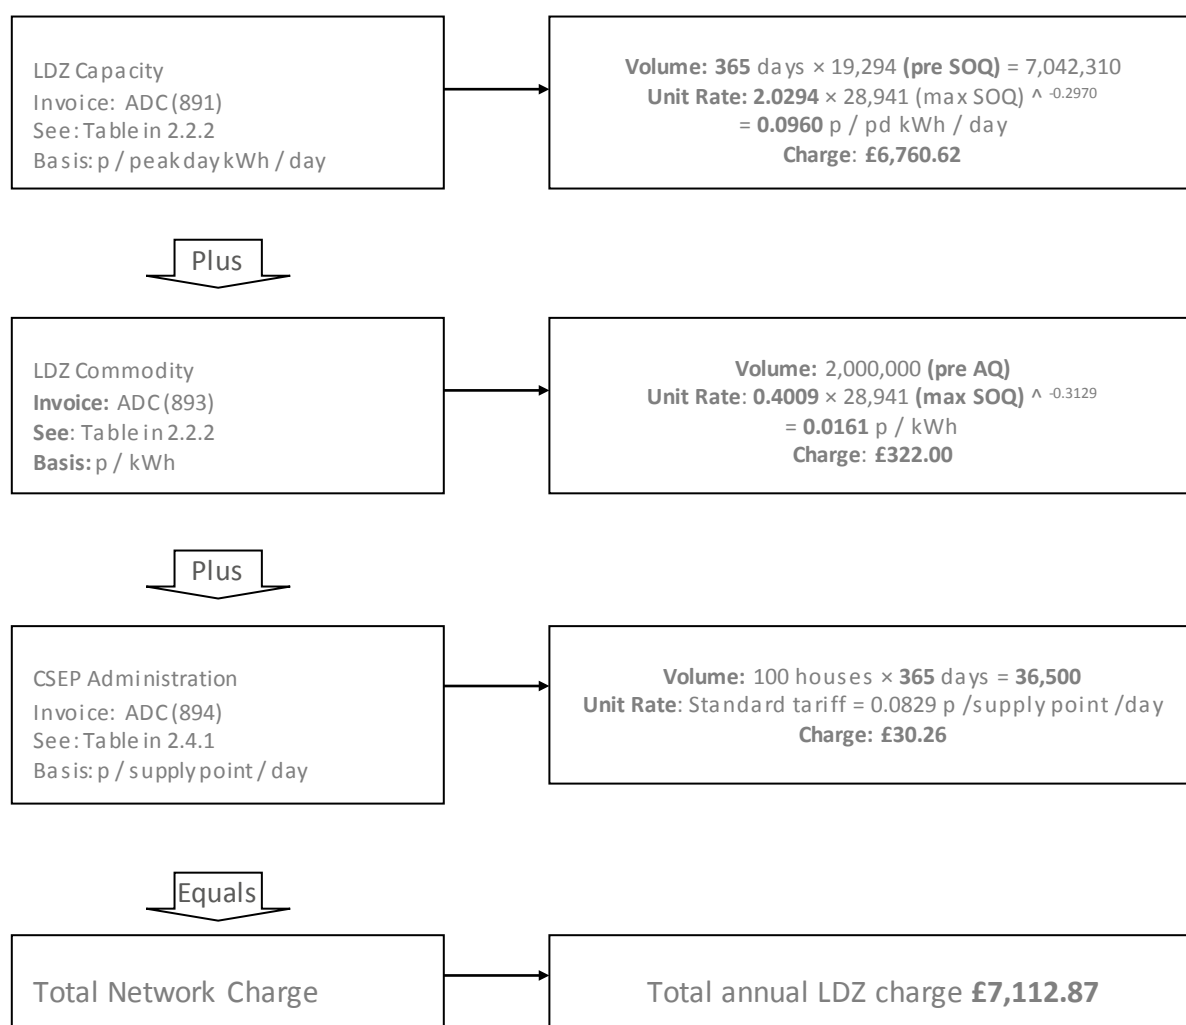 LDZ Capacity
Invoice: ADC (891)
See: Table in 2.2.2
Basis: p / peak day kWh / day
Volume: 365 days × 19,294 (pre SOQ) = 7,042,310
Unit Rate: 2.0294 × 28,941 (max SOQ) ^ -0.2970
= 0.0960 p / pd kWh / day
Charge: £6,760.62
Plus
LDZ Commodity
Invoice: ADC (893)
See: Table in 2.2.2
Basis: p / kWh
Volume: 2,000,000 (pre AQ)
Unit Rate: 0.4009 × 28,941 (max SOQ) ^ -0.3129
= 0.0161 p / kWh
Charge: £322.00
Plus
CSEP Administration
Invoice: ADC (894)
See: Table in 2.4.1
Basis: p / supply point / day
Volume: 100 houses × 365 days = 36,500
Unit Rate: Standard tariff = 0.0829 p /supply point /day
Charge: £30.26
Equals
Total Network Charge
Total annual LDZ charge £7,112.87